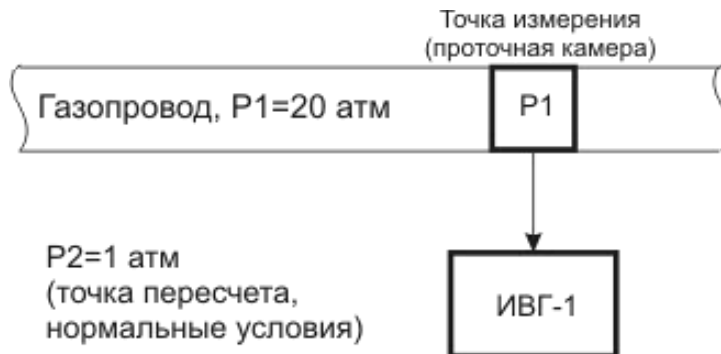 Точка измерения
(проточная камера)
Газопровод, P1=20 атм
P1
P2=1 атм
(точка пересчета,
нормальные условия)
ИВГ-1